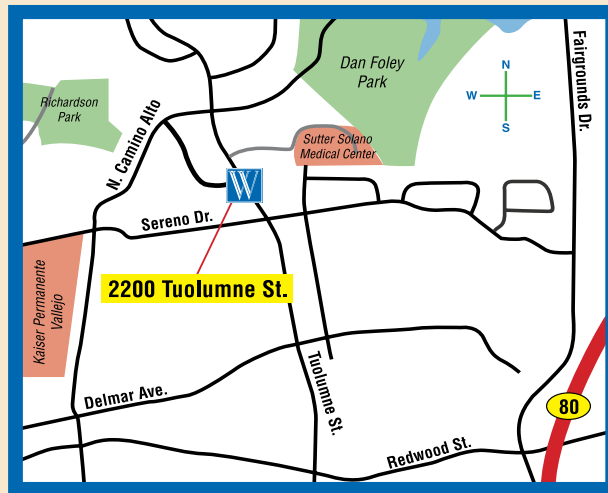 Dan Foley
Park
N
W
E
S
Fairgrounds Dr.
Richardson
Park
N. Camino Alto
Sutter Solano
Medical Center
W
Sereno Dr.
Kaiser Permanente
Vallejo
2200 Tuolumne St.
Tuolumne St.
Delmar Ave.
80
Redwood St.